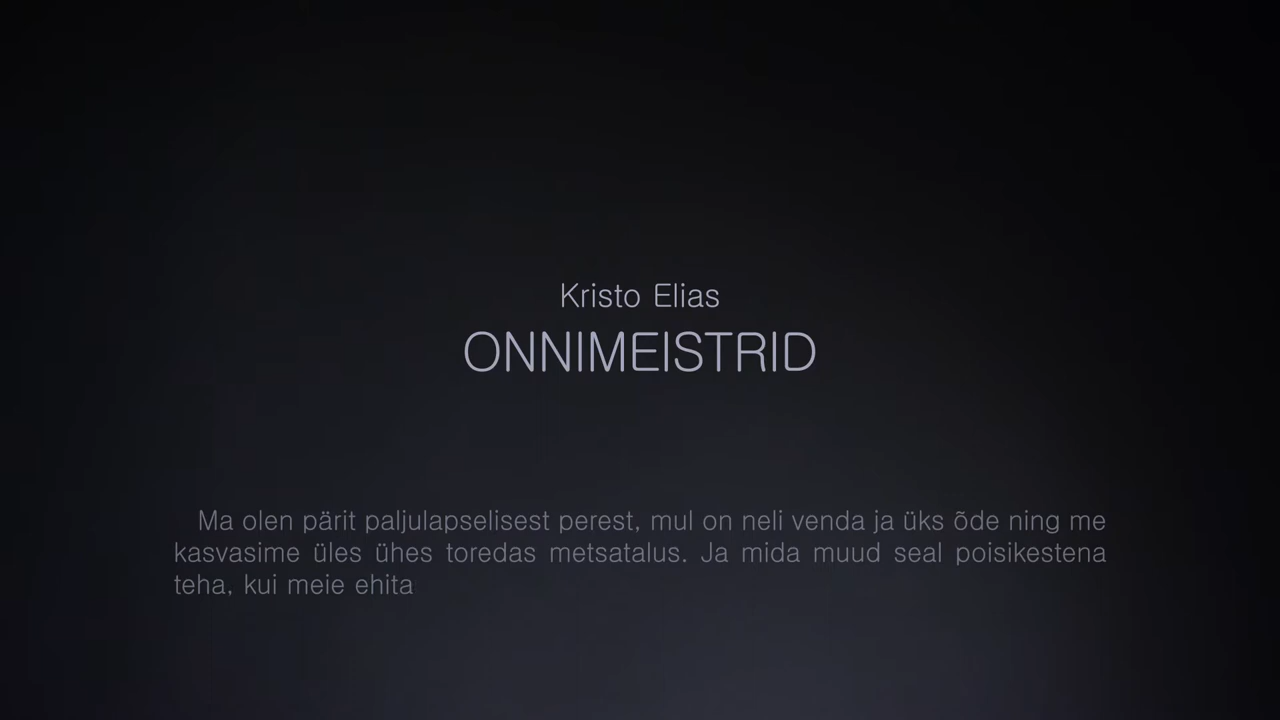 Kristo Elias
ONNIMEISTRID
Ma olen pärit paljulapselisest perest, mul on neli venda ja üks õde ning me
kasvasime üles ühes toredas metsatalus. Ja mida muud seal poisikestena
teha, kui meie ehita